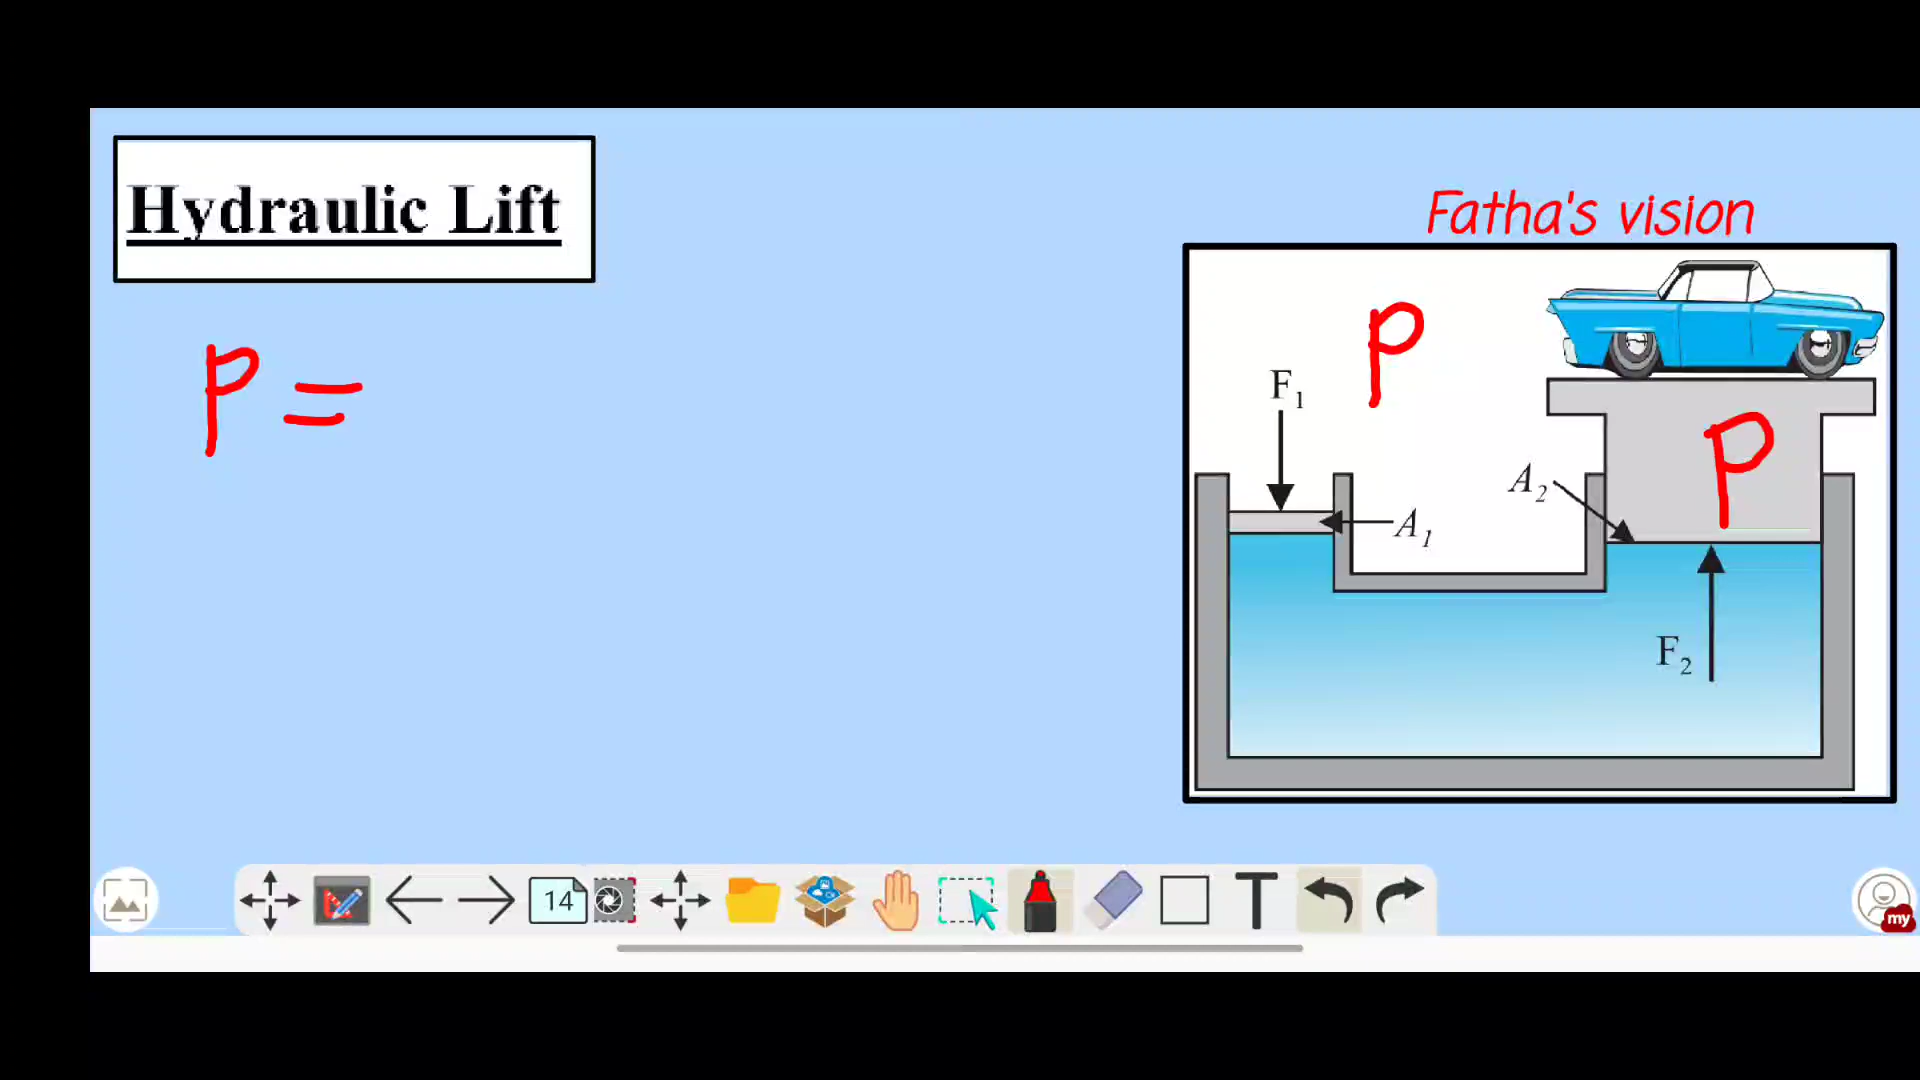 Hydraulic Lift
Fatha's vision
P =
P
F1
P
A2
A1
F2
14
T
my